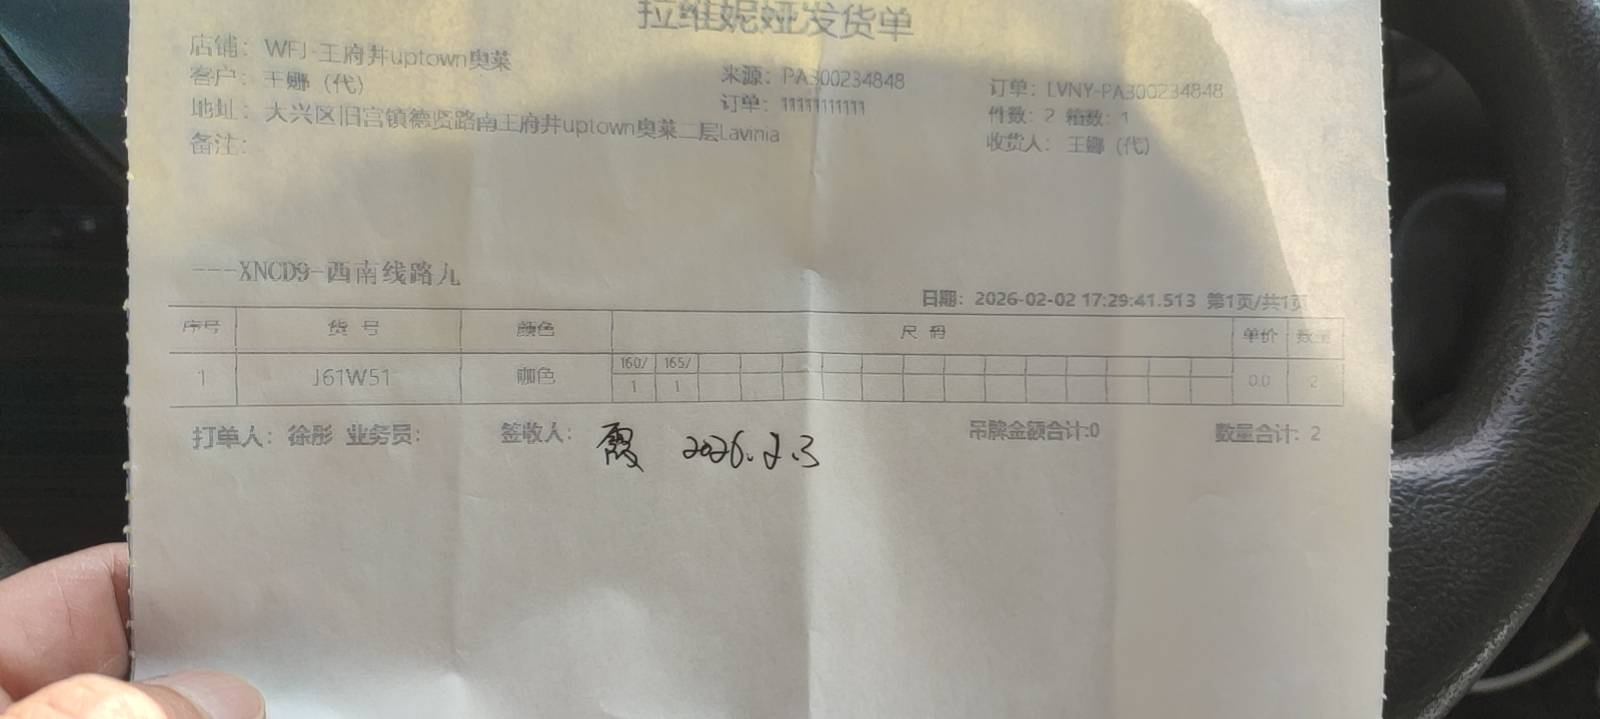 拉维妮娅发货单
店铺：WFJ-王府井uptown奥莱
客户：王娜（代） 来源：PA300234848 订单：LVNY-PA300234848
地址：大兴区旧宫镇德贤路南王府井uptown奥莱二层Lavinia 订单：11111111111 件数：2 箱数：1
备注： 收货人：王娜（代）
---XNCD9-西南线路九
日期：2026-02-02 17:29:41.513 第1页/共1页
序号 货号 颜色 尺码 单价 数量
160/ 165/
1 J61W51 咖色 1 1 0.0 2
打单人：徐彤 业务员： 签收人：霞 2026.2.3 吊牌金额合计:0 数量合计：2